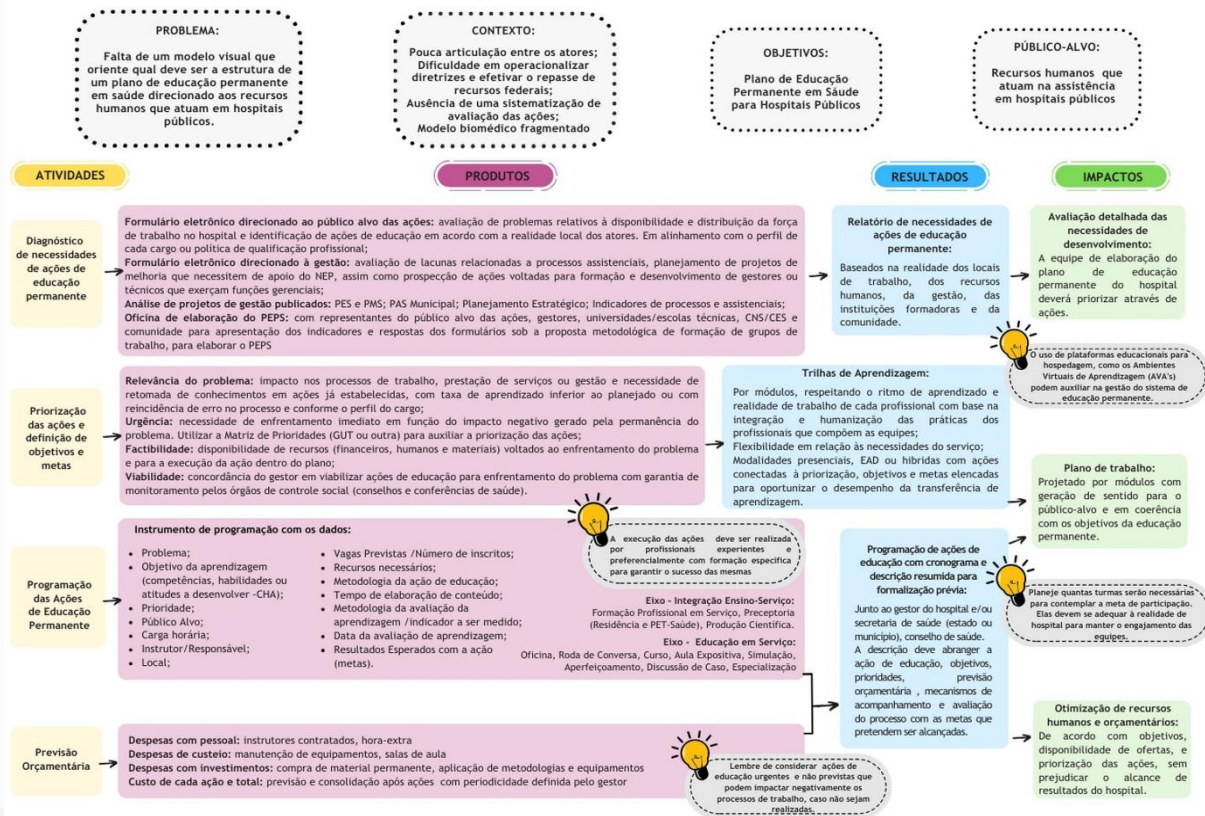 PROBLEMA:
Falta de um modelo visual que
oriente qual deve ser a estrutura de
um plano de educação permanente
em saúde direcionado aos recursos
humanos que atuam em hospitais
públicos.
CONTEXTO:
Pouca articulação entre os atores;
Dificuldade em operacionalizar
diretrizes e efetivar o repasse de
recursos federais;
Ausência de uma sistematização de
avaliação das ações;
Modelo biomédico fragmentado
OBJETIVOS:
Plano de Educação
Permanente em Sáude
para Hospitais Públicos
PÚBLICO-ALVO:
Recursos humanos que
atuam na assistência
em hospitais públicos
ATIVIDADES
PRODUTOS
RESULTADOS
IMPACTOS
Diagnóstico
de necesidades
de ações de
educação
permanente
Formulário eletrônico direcionado ao público alvo das ações: avaliação de problemas relativos à disponibilidade e distribuição da força
de trabalho no hospital e identificação de ações de educação em acordo com a realidade local dos atores. Em alinhamento com o perfil de
cada cargo ou política de qualificação profissional;
Formulário eletrônico direcionado à gestão: avaliação de lacunas relacionadas a processos assistenciais, planejamento de projetos de
melhoria que necessitem de apoio do NEP, assim como prospecção de ações voltadas para formação e desenvolvimento de gestores ou
técnicos que exerçam funções gerenciais;
Análise de projetos de gestão publicados: PES e PMS; PAS Municipal; Planejamento Estratégico; Indicadores de processos e assistenciais;
Oficina de elaboração do PEPS: com representantes do público alvo das ações, gestores, universidades/escolas técnicas, CNS/CES e
comunidade para apresentação dos indicadores e respostas dos formulários sob a proposta metodológica de formação de grupos de
trabalho, para elaborar o PEPS
Relatório de necesidades de
ações de educação
permanente:
Baseados na realidade dos locais
de trabalho, dos recursos
humanos, da gestão, das
instituições formadoras e da
comunidade.
Avaliação detalhada das
necesidades de
desenvolvimento:
A equipe de elaboração do
plano de educação
permanente do hospital
deverá priorizar através de
ações.
O uso de plataformas educacionais para
hospedagem, como os Ambientes
Virtuais de Aprendizagem (AVA's)
podem auxiliar na gestão do sistema de
educação permanente.
Priorização
das ações e
definição de
objetivos e
metas
Relevância do problema: impacto nos processos de trabalho, prestação de serviços ou gestão e necessidade de
retomada de conhecimentos em ações já estabelecidas, com taxa de aprendizado inferior ao planejado ou com
reincidência de erro no processo e conforme o perfil do cargo;
Urgência: necessidade de enfrentamento imediato em função do impacto negativo gerado pela permanência do
problema. Utilizar a Matriz de Prioridades (GUT ou outra) para auxiliar a priorização das ações;
Factibilidade: disponibilidade de recursos (financeiros, humanos e materiais) voltados ao enfrentamento do problema
e para a execução da ação dentro do plano;
Viabilidade: concordância do gestor em viabilizar ações de educação para enfrentamento do problema com garantia de
monitoramento pelos órgãos de controle social (conselhos e conferências de saúde).
Trilhas de Aprendizagem:
Por módulos, respeitando o ritmo de aprendizado e
realidade de trabalho de cada profissional com base na
integração e humanização das práticas dos
profissionais que compõem as equipes;
Flexibilidade em relação às necessidades do serviço;
Modalidades presenciais, EAD ou híbridas com ações
conectadas à priorização, objetivos e metas elencadas
para oportunizar o desempenho da transferência de
aprendizagem.
Plano de trabalho:
Projetado por módulos com
geração de sentido para o
público-alvo e em coerência
com os objetivos da educação
permanente.
Programação
das Ações
de Educação
Permanente
Instrumento de programação com os dados:
• Problema;
• Objetivo da aprendizagem
(competências, habilidades ou
atitudes a desenvolver -CHA);
• Prioridade;
• Público Alvo;
• Carga horária;
• Instrutor/Responsável;
• Local;
• Vagas Previstas /Número de inscritos;
• Recursos necessários;
• Metodologia da ação de educação;
• Tempo de elaboração de conteúdo;
• Metodologia da avaliação da
aprendizagem /indicador a ser medido;
• Data da avaliação de aprendizagem;
• Resultados Esperados com a ação
(metas).
A execução das ações deve ser realizada
por profissionais experientes e
preferencialmente com formação específica
para garantir o sucesso das mesmas
Eixo - Integração Ensino-Serviço:
Formação Profissional em Serviço, Preceptoria
(Residência e PET-Saúde), Produção Científica.
Eixo - Educação em Serviço:
Oficina, Roda de Conversa, Curso, Aula Expositiva, Simulação,
Aperfeiçoamento, Discussão de Caso, Especialização
Programação de ações de
educação com cronograma e
descrição resumida para
formalização prévia:
Junto ao gestor do hospital e/ou
secretaria de saúde (estado ou
município), conselho de saúde.
A descrição deve abranger a
ação de educação, objetivos,
prioridades, previsão
orçamentária , mecanismos de
acompanhamento e avaliação
do processo com as metas que
pretendem ser alcançadas.
Planeje quantas turmas serão necessárias
para contemplar a meta de participação.
Elas devem se adequar à realidade de
hospital para manter o engajamento das
equipes.
Previsão
Orçamentária
Despesas com pessoal: instrutores contratados, hora-extra
Despesas de custeio: manutenção de equipamentos, salas de aula
Despesas com investimentos: compra de material permanente, aplicação de metodologias e equipamentos
Custo de cada ação e total: previsão e consolidação após ações com periodicidade definida pelo gestor
Lembre de considerar ações de
educação urgentes e não previstas que
podem impactar negativamente os
processos de trabalho, caso não sejam
realizadas.
Otimização de recursos
humanos e orçamentários:
De acordo com objetivos,
disponibilidade de ofertas, e
priorização das ações, sem
prejudicar o alcance de
resultados do hospital.